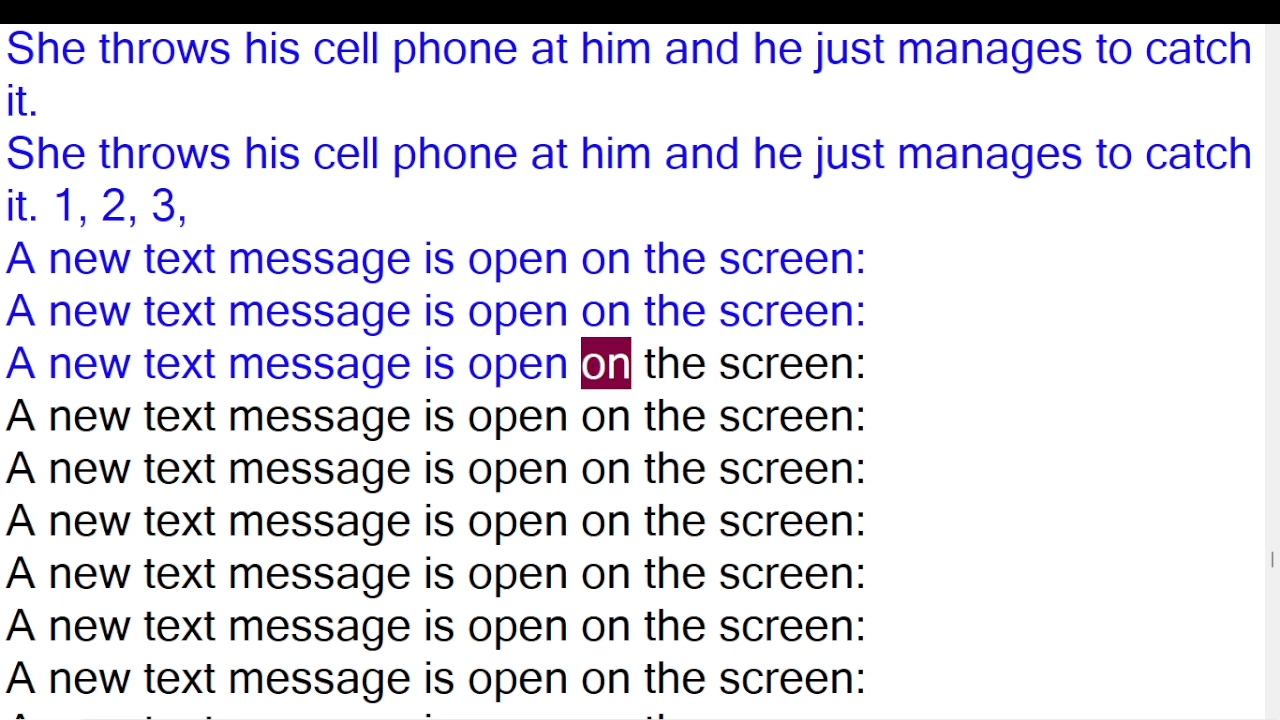 She throws his cell phone at him and he just manages to catch
it.
She throws his cell phone at him and he just manages to catch
it. 1, 2, 3,
A new text message is open on the screen:
A new text message is open on the screen:
A new text message is open on the screen:
A new text message is open on the screen:
A new text message is open on the screen:
A new text message is open on the screen:
A new text message is open on the screen:
A new text message is open on the screen:
A new text message is open on the screen: